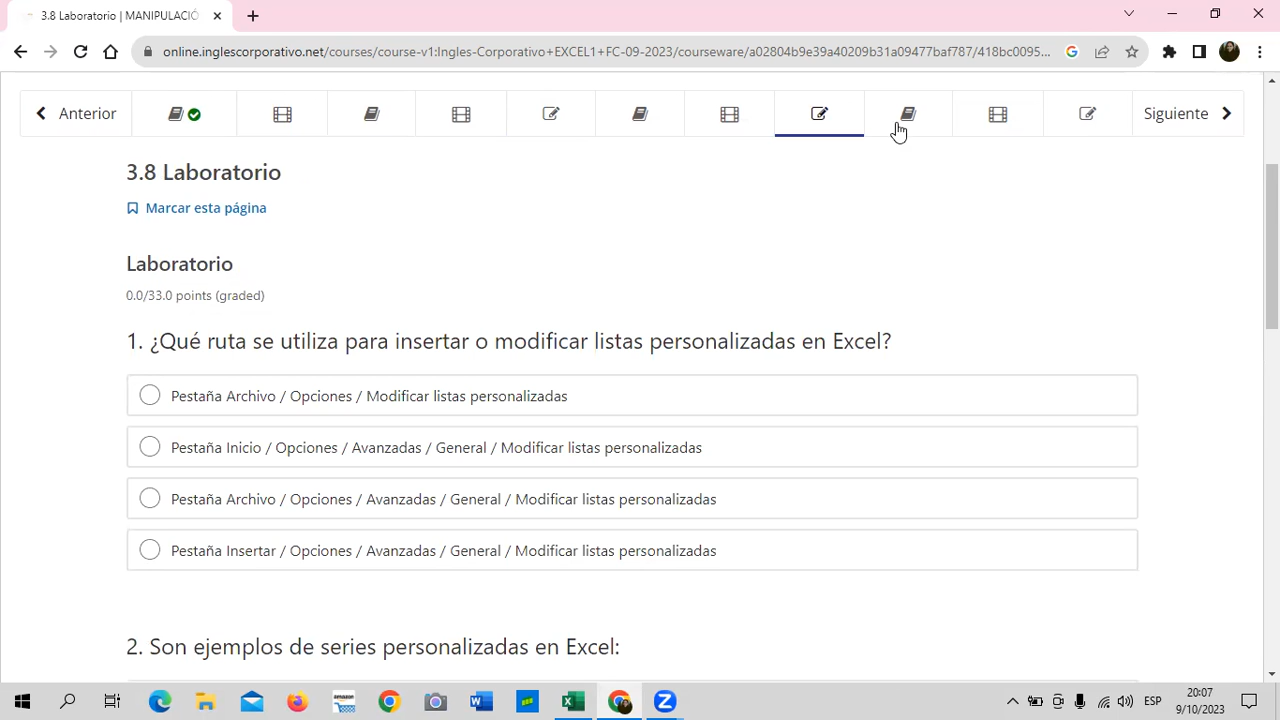 3.8 Laboratorio | MANIPULACIÓ
online.inglescorporativo.net/courses/course-v1:Ingles-Corporativo+EXCEL1+FC-09-2023/courseware/a02804b9e39a40209b31a09477baf787/418bc0095...
Anterior
Siguiente
3.8 Laboratorio
Marcar esta página
Laboratorio
0.0/33.0 points (graded)
1. ¿Qué ruta se utiliza para insertar o modificar listas personalizadas en Excel?
Pestaña Archivo / Opciones / Modificar listas personalizadas
Pestaña Inicio / Opciones / Avanzadas / General / Modificar listas personalizadas
Pestaña Archivo / Opciones / Avanzadas / General / Modificar listas personalizadas
Pestaña Insertar / Opciones / Avanzadas / General / Modificar listas personalizadas
2. Son ejemplos de series personalizadas en Excel:
amazon
ESP
20:07
9/10/2023